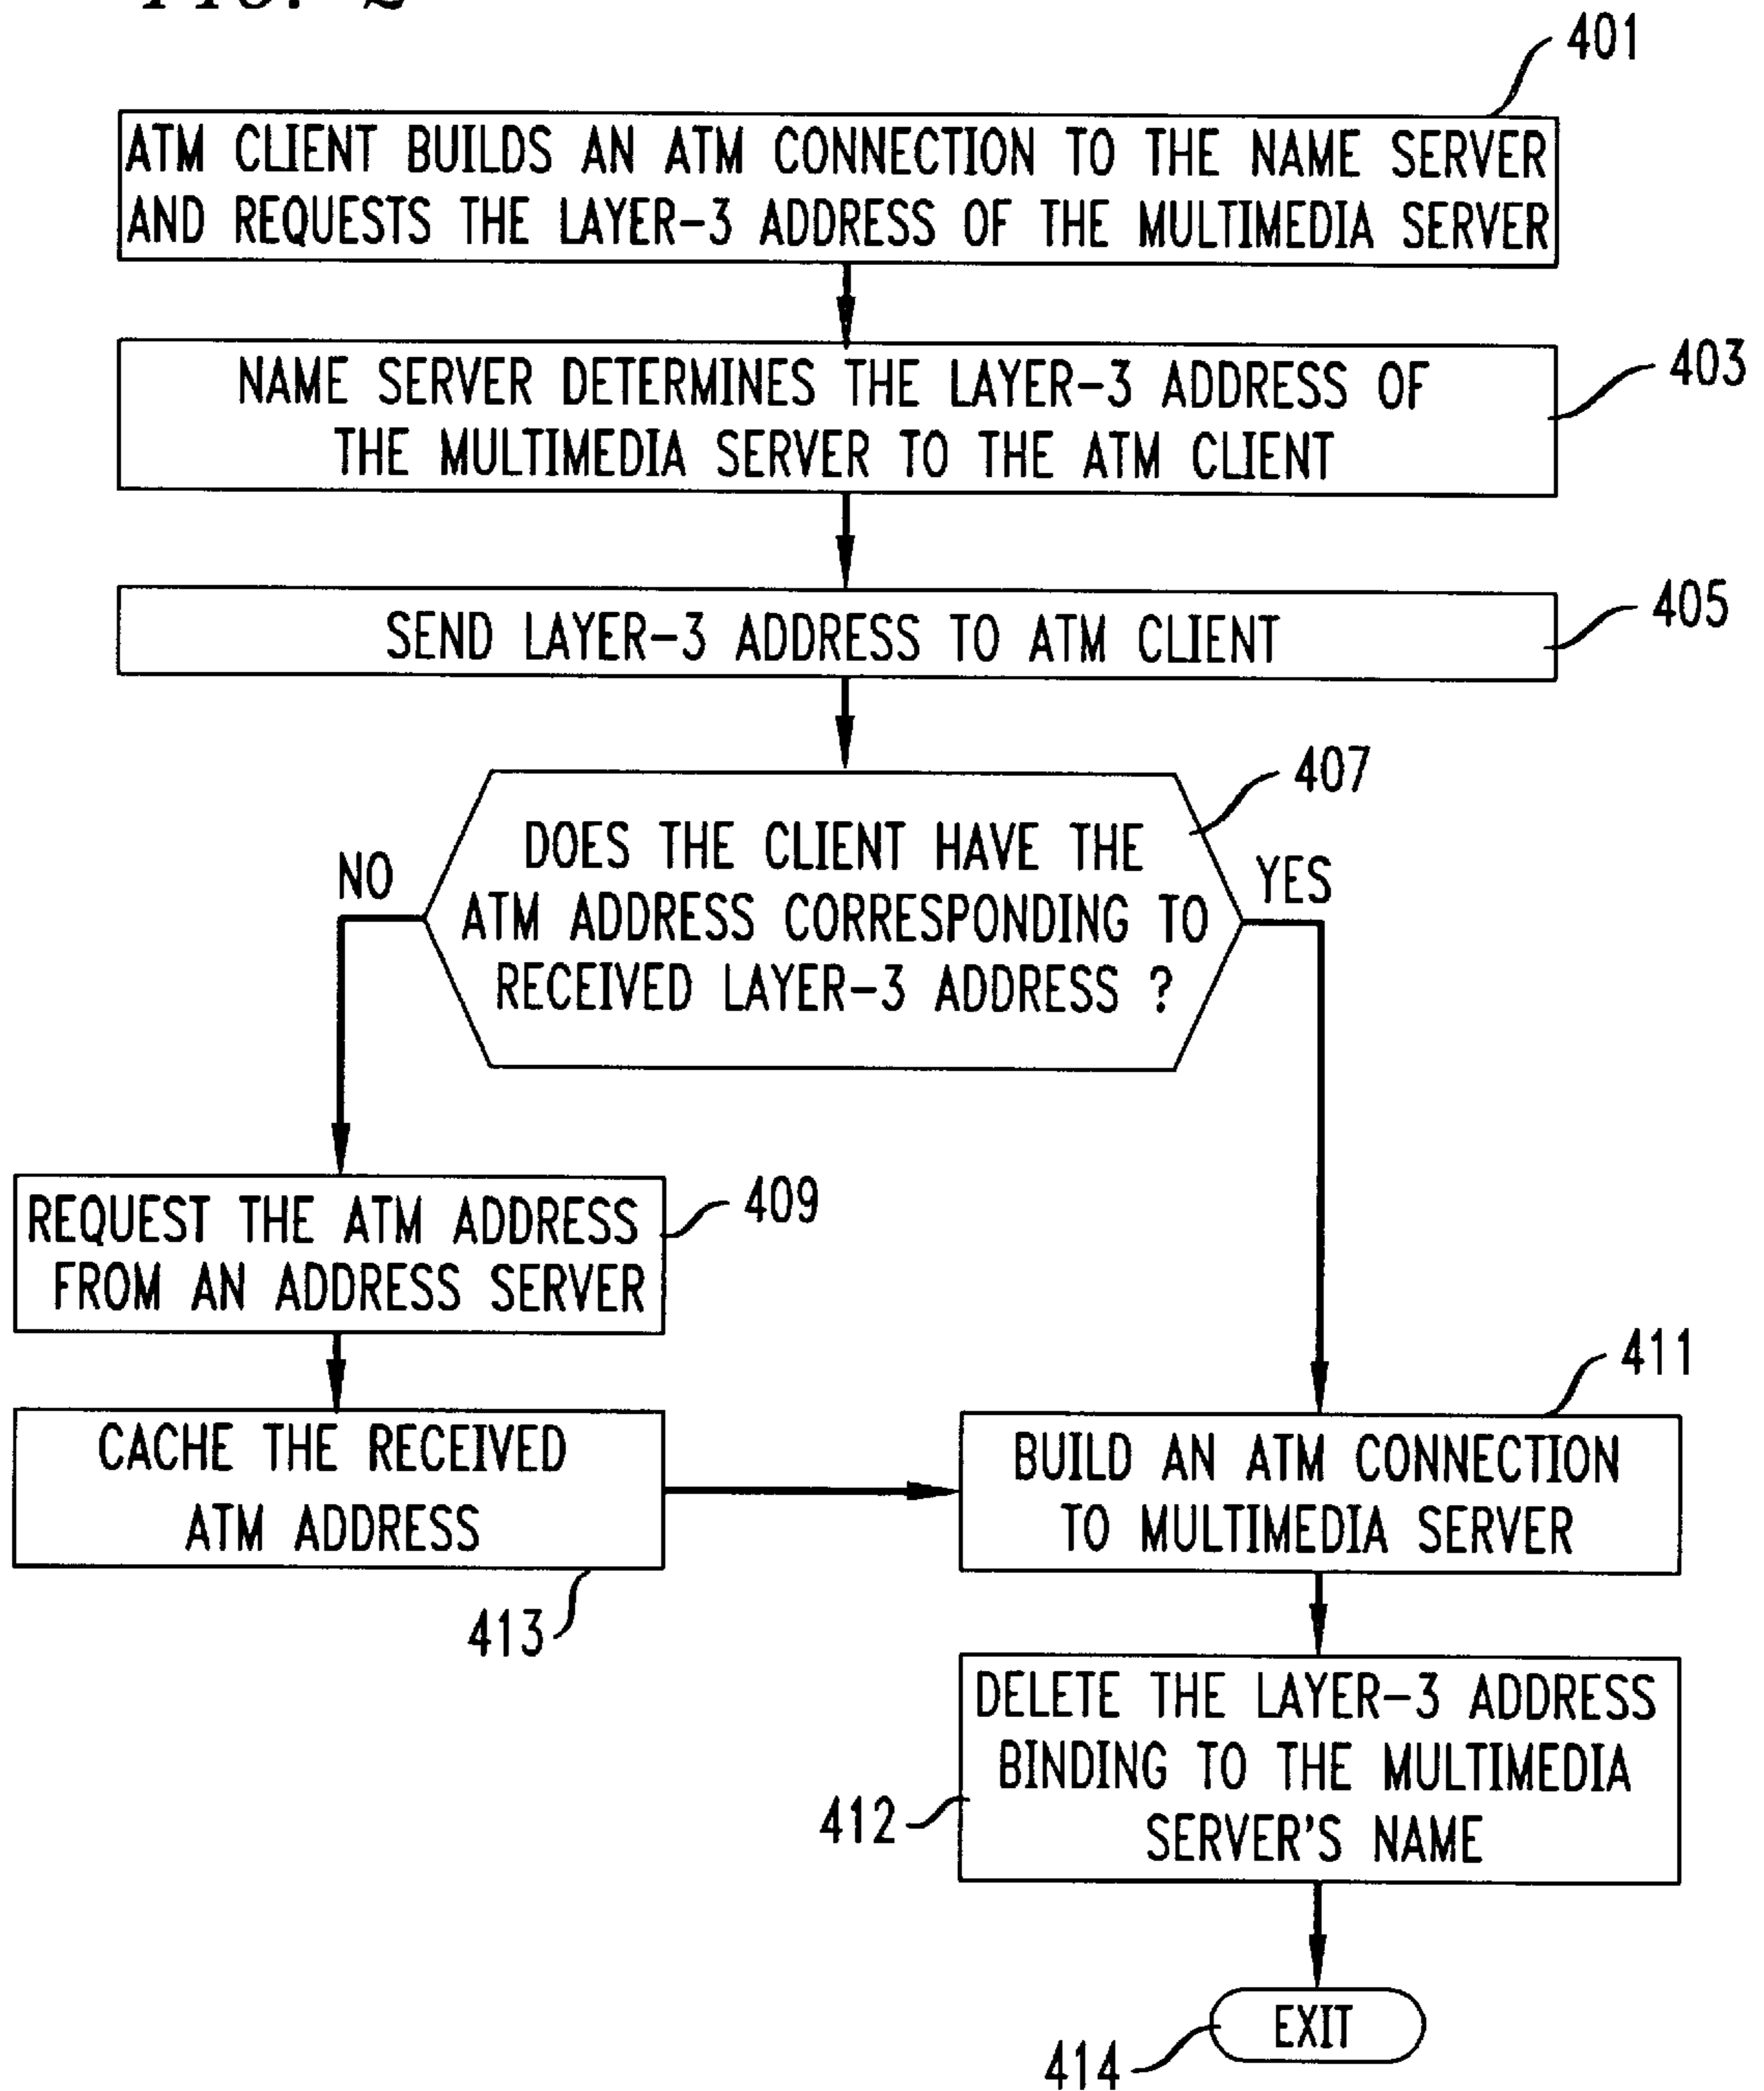 FIG. 2
401
ATM CLIENT BUILDS AN ATM CONNECTION TO THE NAME SERVER
AND REQUESTS THE LAYER-3 ADDRESS OF THE MULTIMEDIA SERVER
NAME SERVER DETERMINES THE LAYER-3 ADDRESS OF
THE MULTIMEDIA SERVER TO THE ATM CLIENT
403
SEND LAYER-3 ADDRESS TO ATM CLIENT
405
407
DOES THE CLIENT HAVE THE
ATM ADDRESS CORRESPONDING TO
RECEIVED LAYER-3 ADDRESS ?
NO
YES
REQUEST THE ATM ADDRESS
FROM AN ADDRESS SERVER
409
CACHE THE RECEIVED
ATM ADDRESS
413
411
BUILD AN ATM CONNECTION
TO MULTIMEDIA SERVER
DELETE THE LAYER-3 ADDRESS
BINDING TO THE MULTIMEDIA
SERVER'S NAME
412
EXIT
414